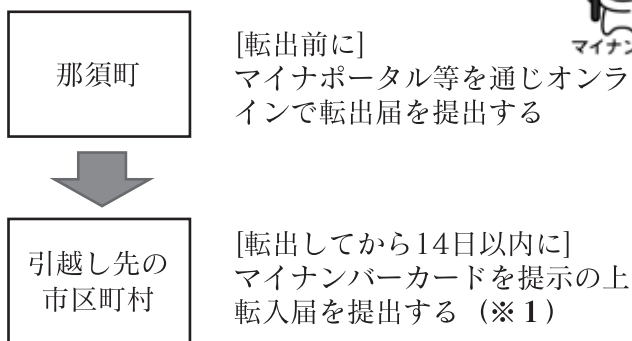 那須町
[転出前に]
マイナポータル等を通じオンラ
インで転出届を提出する
マイナン
引越し先の
市区町村
[転出してから14日以内に]
マイナンバーカードを提示の上
転入届を提出する（※1）